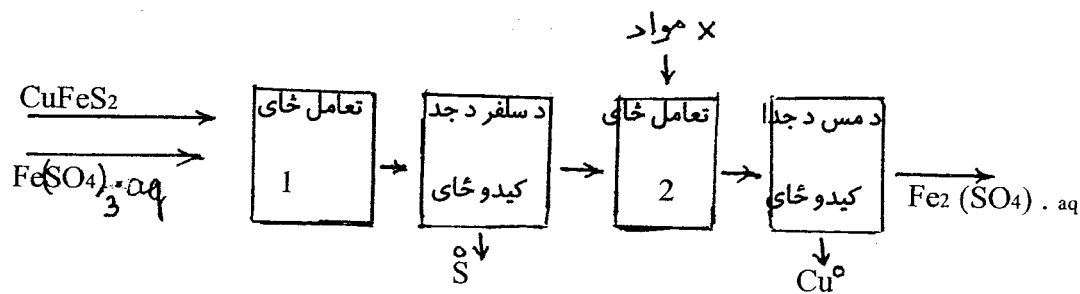 مواد x
CuFeS2
Fe(SO4)3.aq
تعامل ځای
1
د سلفر د جدا
کیدو ځای
S°
تعامل ځای
2
د مس د جدا
کیدو ځای
Cu°
Fe2 (SO4) . aq